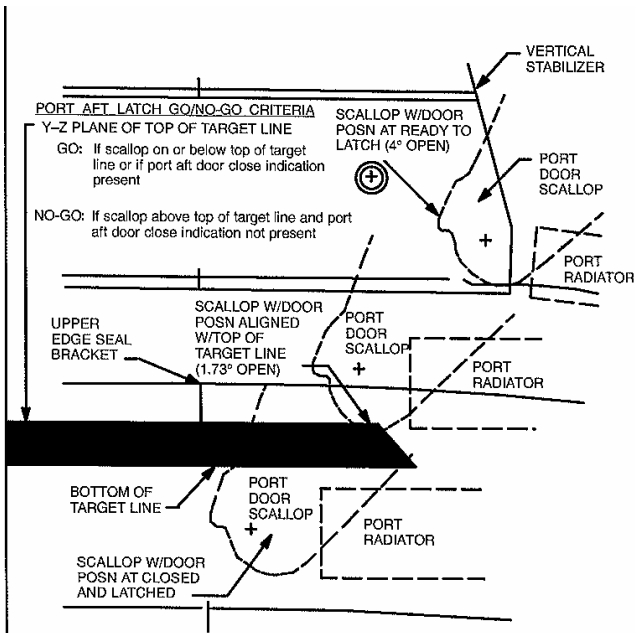 VERTICAL
STABILIZER
PORT AFT LATCH GO/NO-GO CRITERIA
Y-Z PLANE OF TOP OF TARGET LINE
GO: If scallop on or below top of target
line or if port aft door close indication
present
NO-GO: If scallop above top of target line and port
aft door close indication not present
SCALLOP W/DOOR
POSN AT READY TO
LATCH (4° OPEN)
PORT
DOOR
SCALLOP
PORT
RADIATOR
SCALLOP W/DOOR
POSN ALIGNED
W/TOP OF
TARGET LINE
(1.73° OPEN)
PORT
DOOR
SCALLOP
UPPER
EDGE SEAL
BRACKET
PORT
RADIATOR
BOTTOM OF
TARGET LINE
PORT
DOOR
SCALLOP
PORT
RADIATOR
SCALLOP W/DOOR
POSN AT CLOSED
AND LATCHED